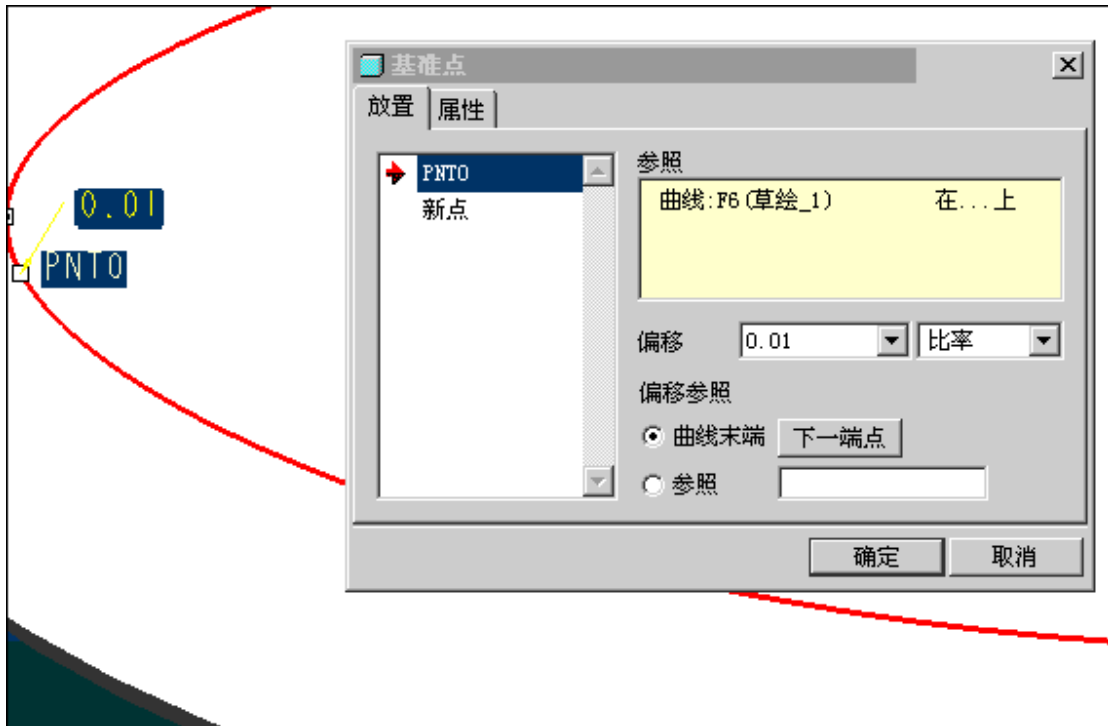 基准点
放置 属性
PNT0
新点
参照
曲线:F6(草绘_1) 在...上
偏移 0.01 比率
偏移参照
曲线末端 下一端点
参照
确定 取消
0.01
PNT0